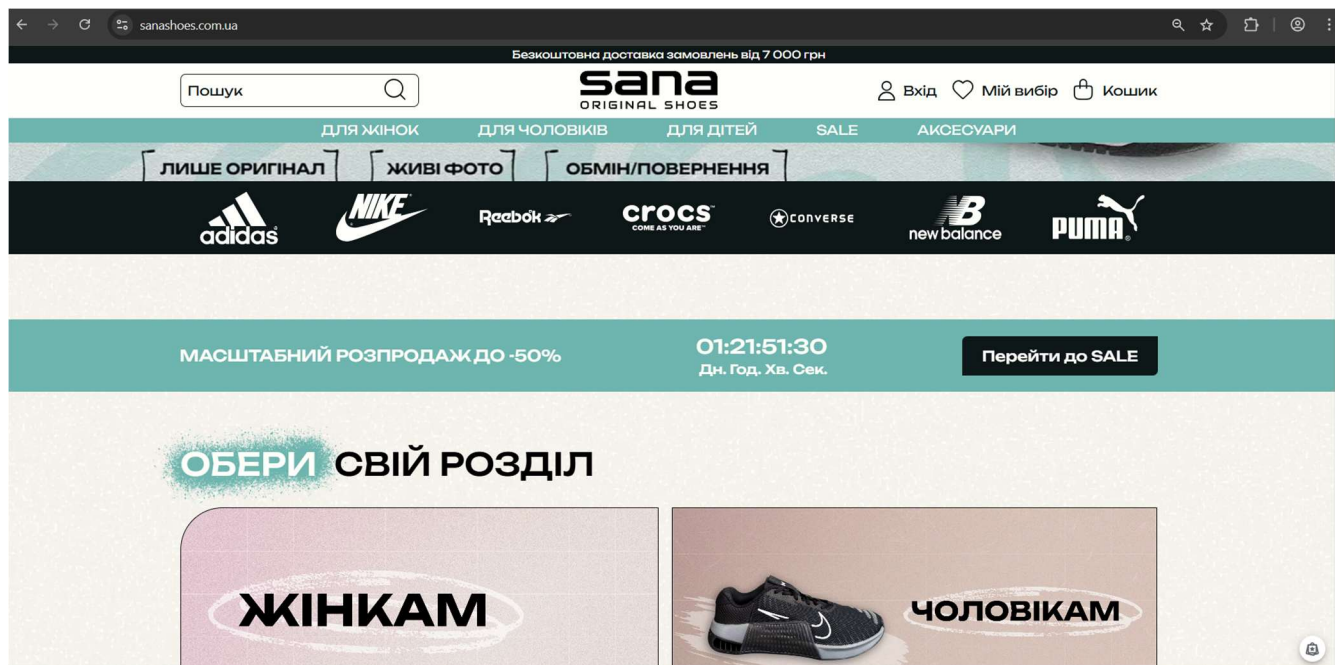 sanashoes.com.ua
Безкоштовна доставка замовлень від 7 000 грн
Пошук
sana
ORIGINAL SHOES
Вхід Мій вибір Кошик
ДЛЯ ЖІНОК ДЛЯ ЧОЛОВІКІВ ДЛЯ ДІТЕЙ SALE АКСЕСУАРИ
ЛИШЕ ОРИГІНАЛ ЖИВІ ФОТО ОБМІН/ПОВЕРНЕННЯ
adidas NIKE Reebok crocs™ CONVERSE NB PUMA®
COME AS YOU ARE™ new balance
МАСШТАБНИЙ РОЗПРОДАЖ ДО -50% 01:21:51:30 Перейти до SALE
Дн. Год. Хв. Сек.
ОБЕРИ СВІЙ РОЗДІЛ
ЖІНКАМ ЧОЛОВІКАМ